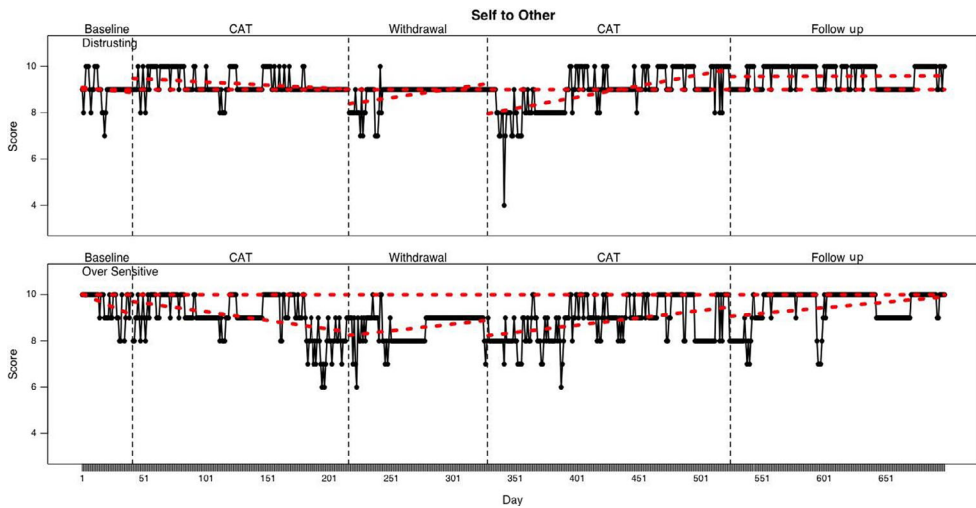 Self to Other
Baseline CAT Withdrawal CAT Follow up
Distrusting
10
8
6
4
Score
Baseline CAT Withdrawal CAT Follow up
Over Sensitive
10
8
6
4
Score
1 51 101 151 201 251 301 351 401 451 501 551 601 651
Day